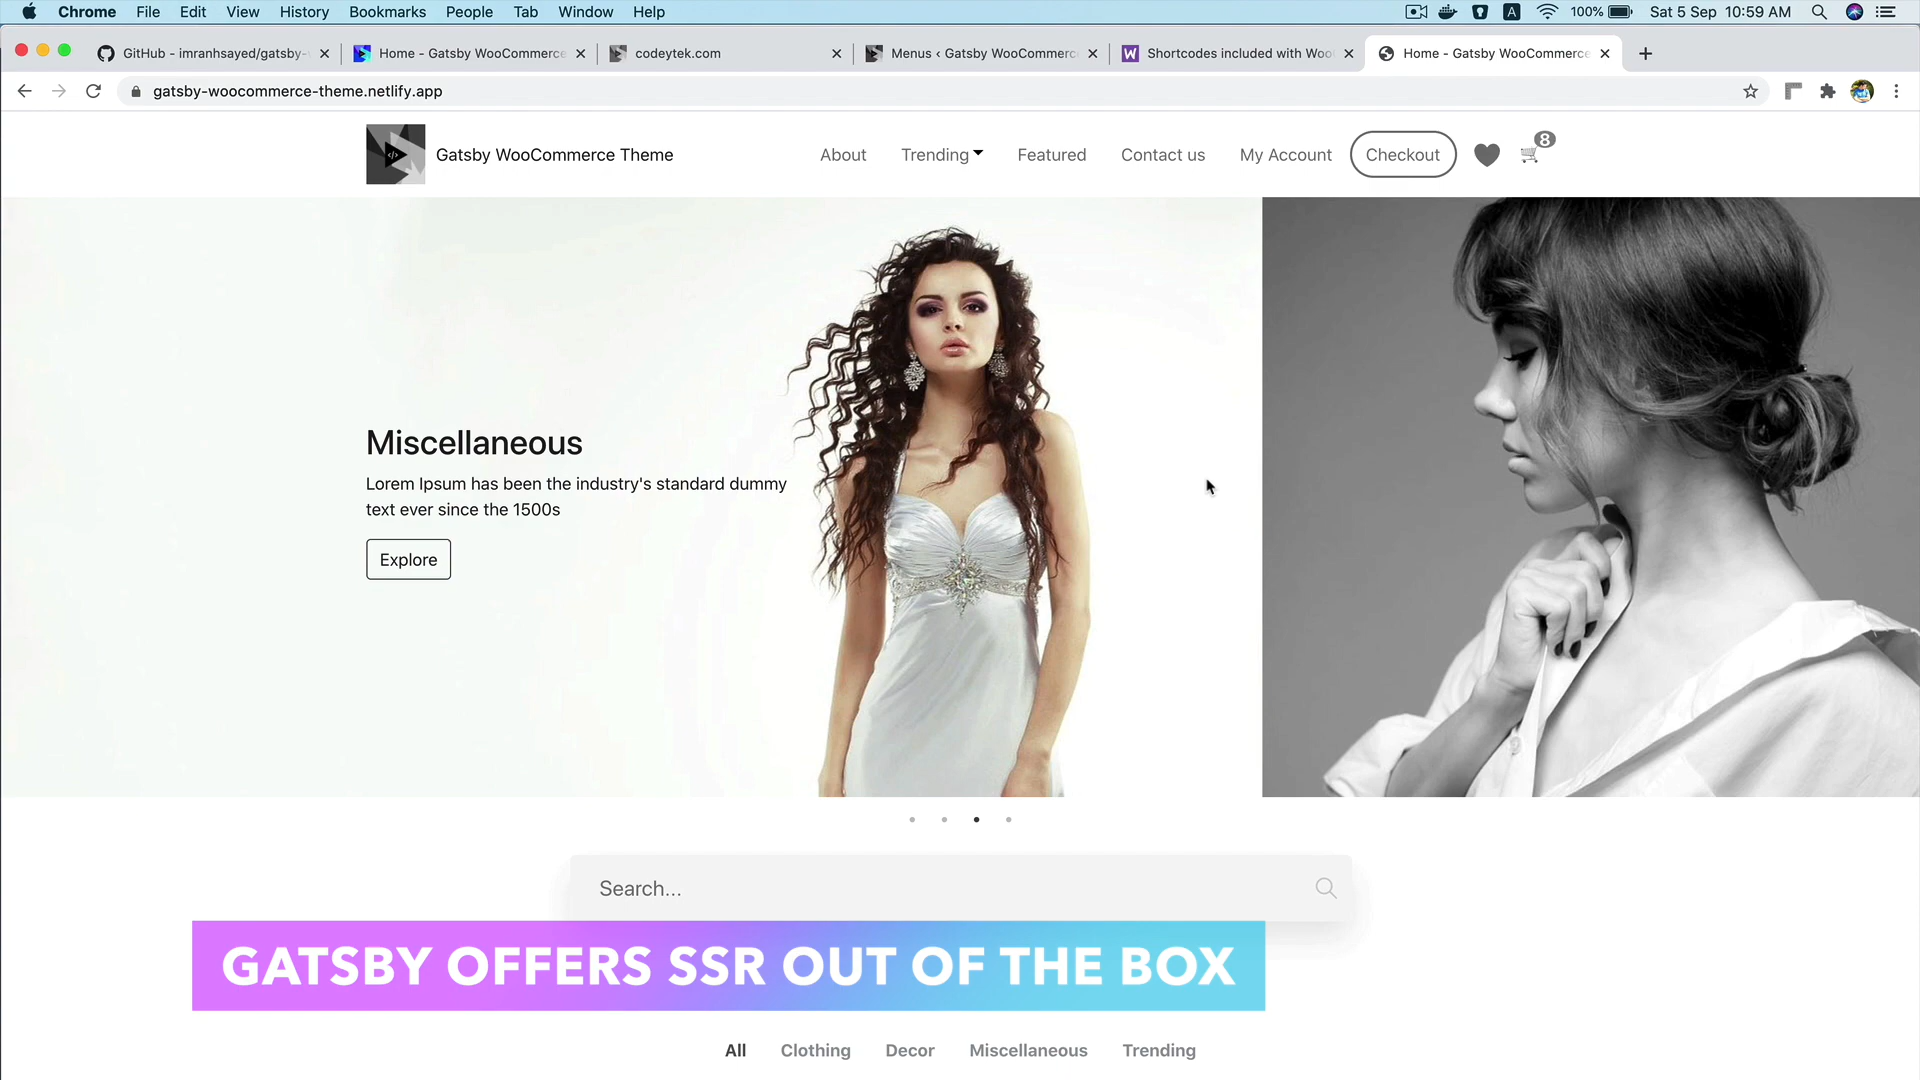 Chrome File Edit View History Bookmarks People Tab Window Help A 100% Sat 5 Sep 10:59 AM
GitHub - imranhsayed/gatsby- Home - Gatsby WooCommerce codeytek.com Menus ‹ Gatsby WooCommerc W Shortcodes included with Woo Home - Gatsby WooCommerce
gatsby-woocommerce-theme.netlify.app
Gatsby WooCommerce Theme About Trending Featured Contact us My Account Checkout 8
Miscellaneous
Lorem Ipsum has been the industry's standard dummy
text ever since the 1500s
Explore
Search...
GATSBY OFFERS SSR OUT OF THE BOX
All Clothing Decor Miscellaneous Trending